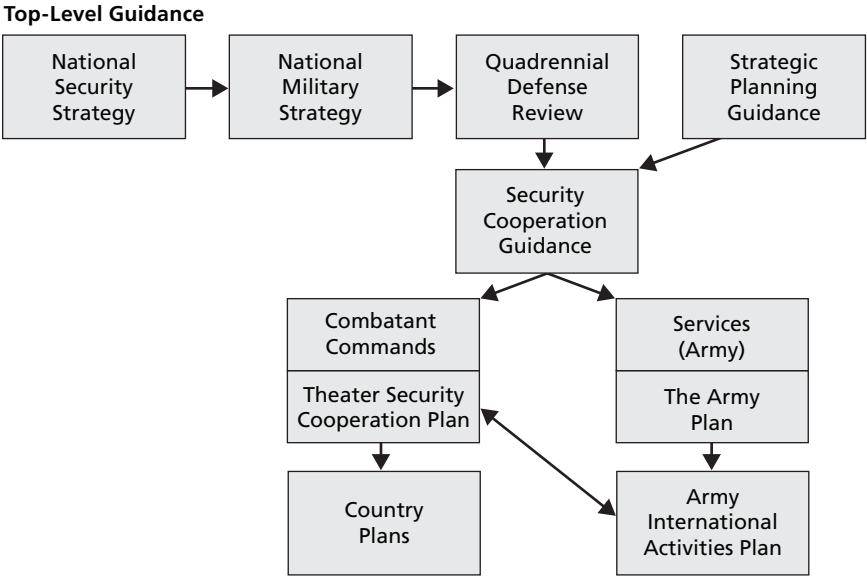 Top-Level Guidance
National
Security
Strategy
National
Military
Strategy
Quadrennial
Defense
Review
Strategic
Planning
Guidance
Security
Cooperation
Guidance
Combatant
Commands
Theater Security
Cooperation Plan
Services
(Army)
The Army
Plan
Country
Plans
Army
International
Activities Plan